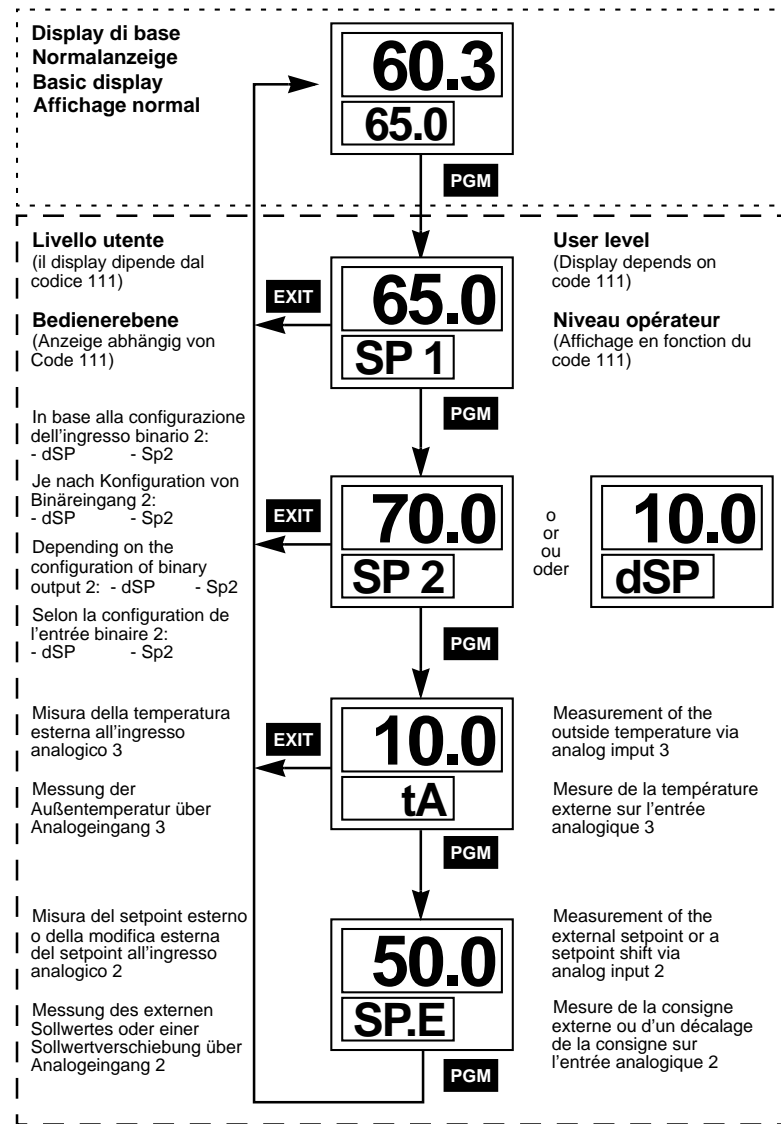 Display di base
Normalanzeige
Basic display
Affichage normal
60.3
65.0
PGM
Livello utente
(il display dipende dal
codice 111)
Bedienerebene
(Anzeige abhängig von
Code 111)
EXIT
65.0
SP 1
User level
(Display depends on
code 111)
Niveau opérateur
(Affichage en fonction du
code 111)
PGM
In base alla configurazione
dell'ingresso binario 2:
- dSP - Sp2
Je nach Konfiguration von
Binäreingang 2:
- dSP - Sp2
Depending on the
configuration of binary
output 2: - dSP - Sp2
Selon la configuration de
l'entrée binaire 2:
- dSP - Sp2
EXIT
70.0
SP 2
o
or
ou
oder
10.0
dSP
PGM
Misura della temperatura
esterna all'ingresso
analogico 3
Messung der
Außentemperatur über
Analogeingang 3
EXIT
10.0
tA
Measurement of the
outside temperature via
analog imput 3
Mesure de la température
externe sur l'entrée
analogique 3
PGM
Misura del setpoint esterno
o della modifica esterna
del setpoint all'ingresso
analogico 2
Messung des externen
Sollwertes oder einer
Sollwertverschiebung über
Analogeingang 2
50.0
SP.E
Measurement of the
external setpoint or a
setpoint shift via
analog input 2
Mesure de la consigne
externe ou d'un décalage
de la consigne sur
l'entrée analogique 2
PGM